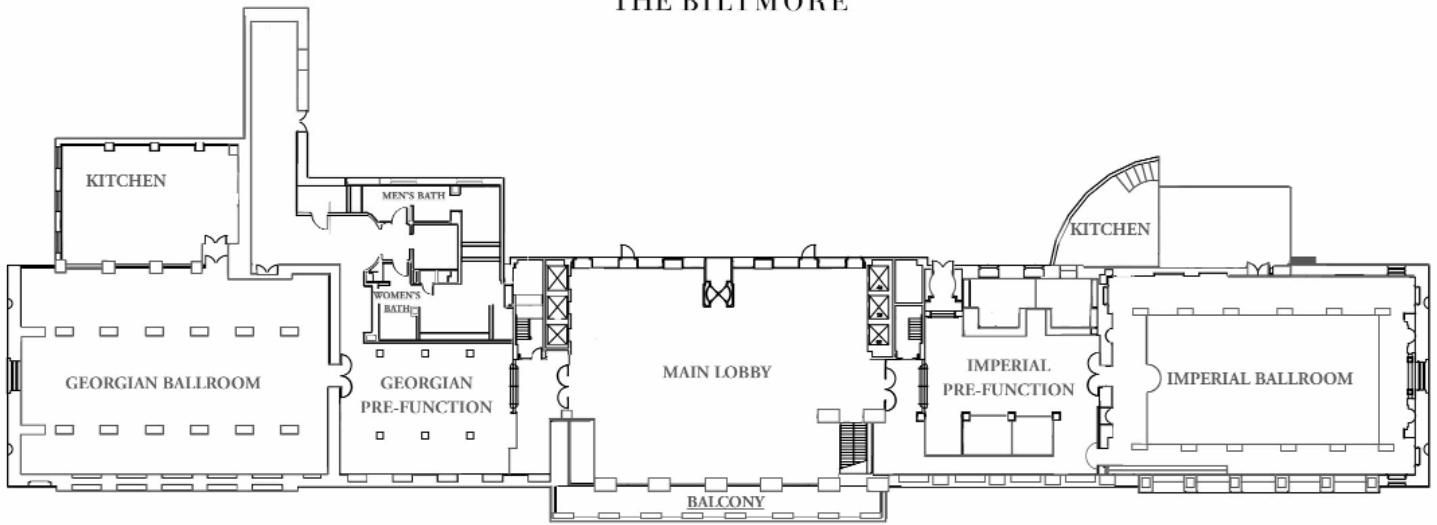 THE BILTMORE
KITCHEN
MEN'S BATH
KITCHEN
WOMEN'S
BATH
GEORGIAN BALLROOM
GEORGIAN
PRE-FUNCTION
MAIN LOBBY
IMPERIAL
PRE-FUNCTION
IMPERIAL BALLROOM
BALCONY